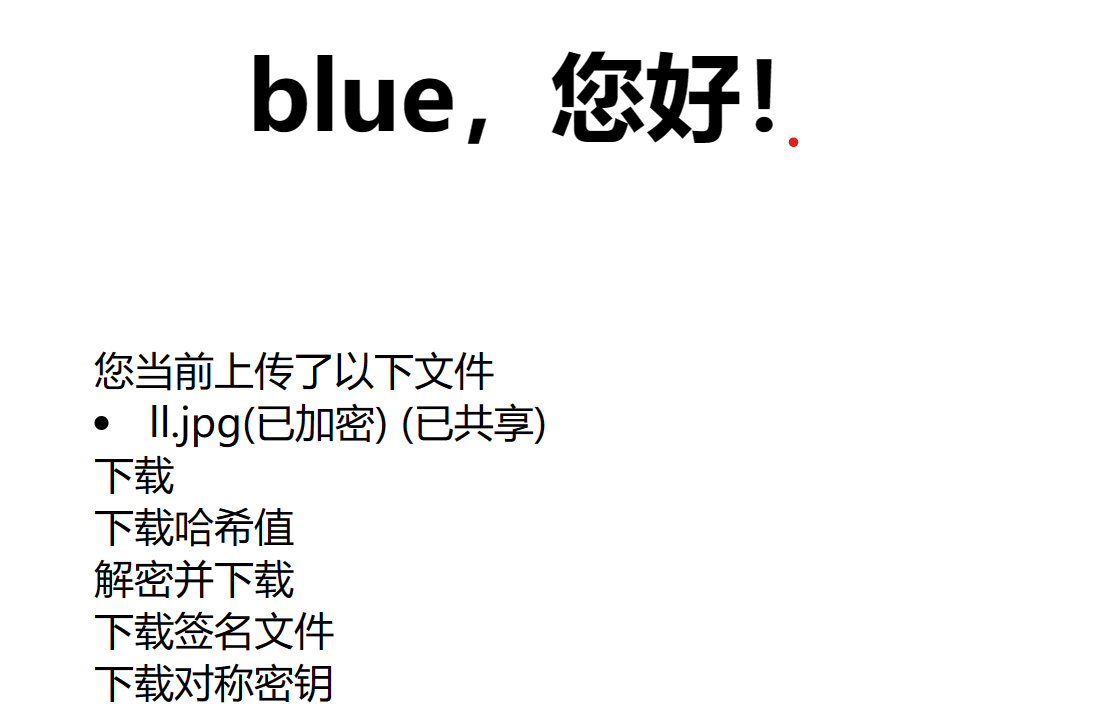 blue，您好！
您当前上传了以下文件
• ll.jpg(已加密) (已共享)
下载
下载哈希值
解密并下载
下载签名文件
下载对称密钥